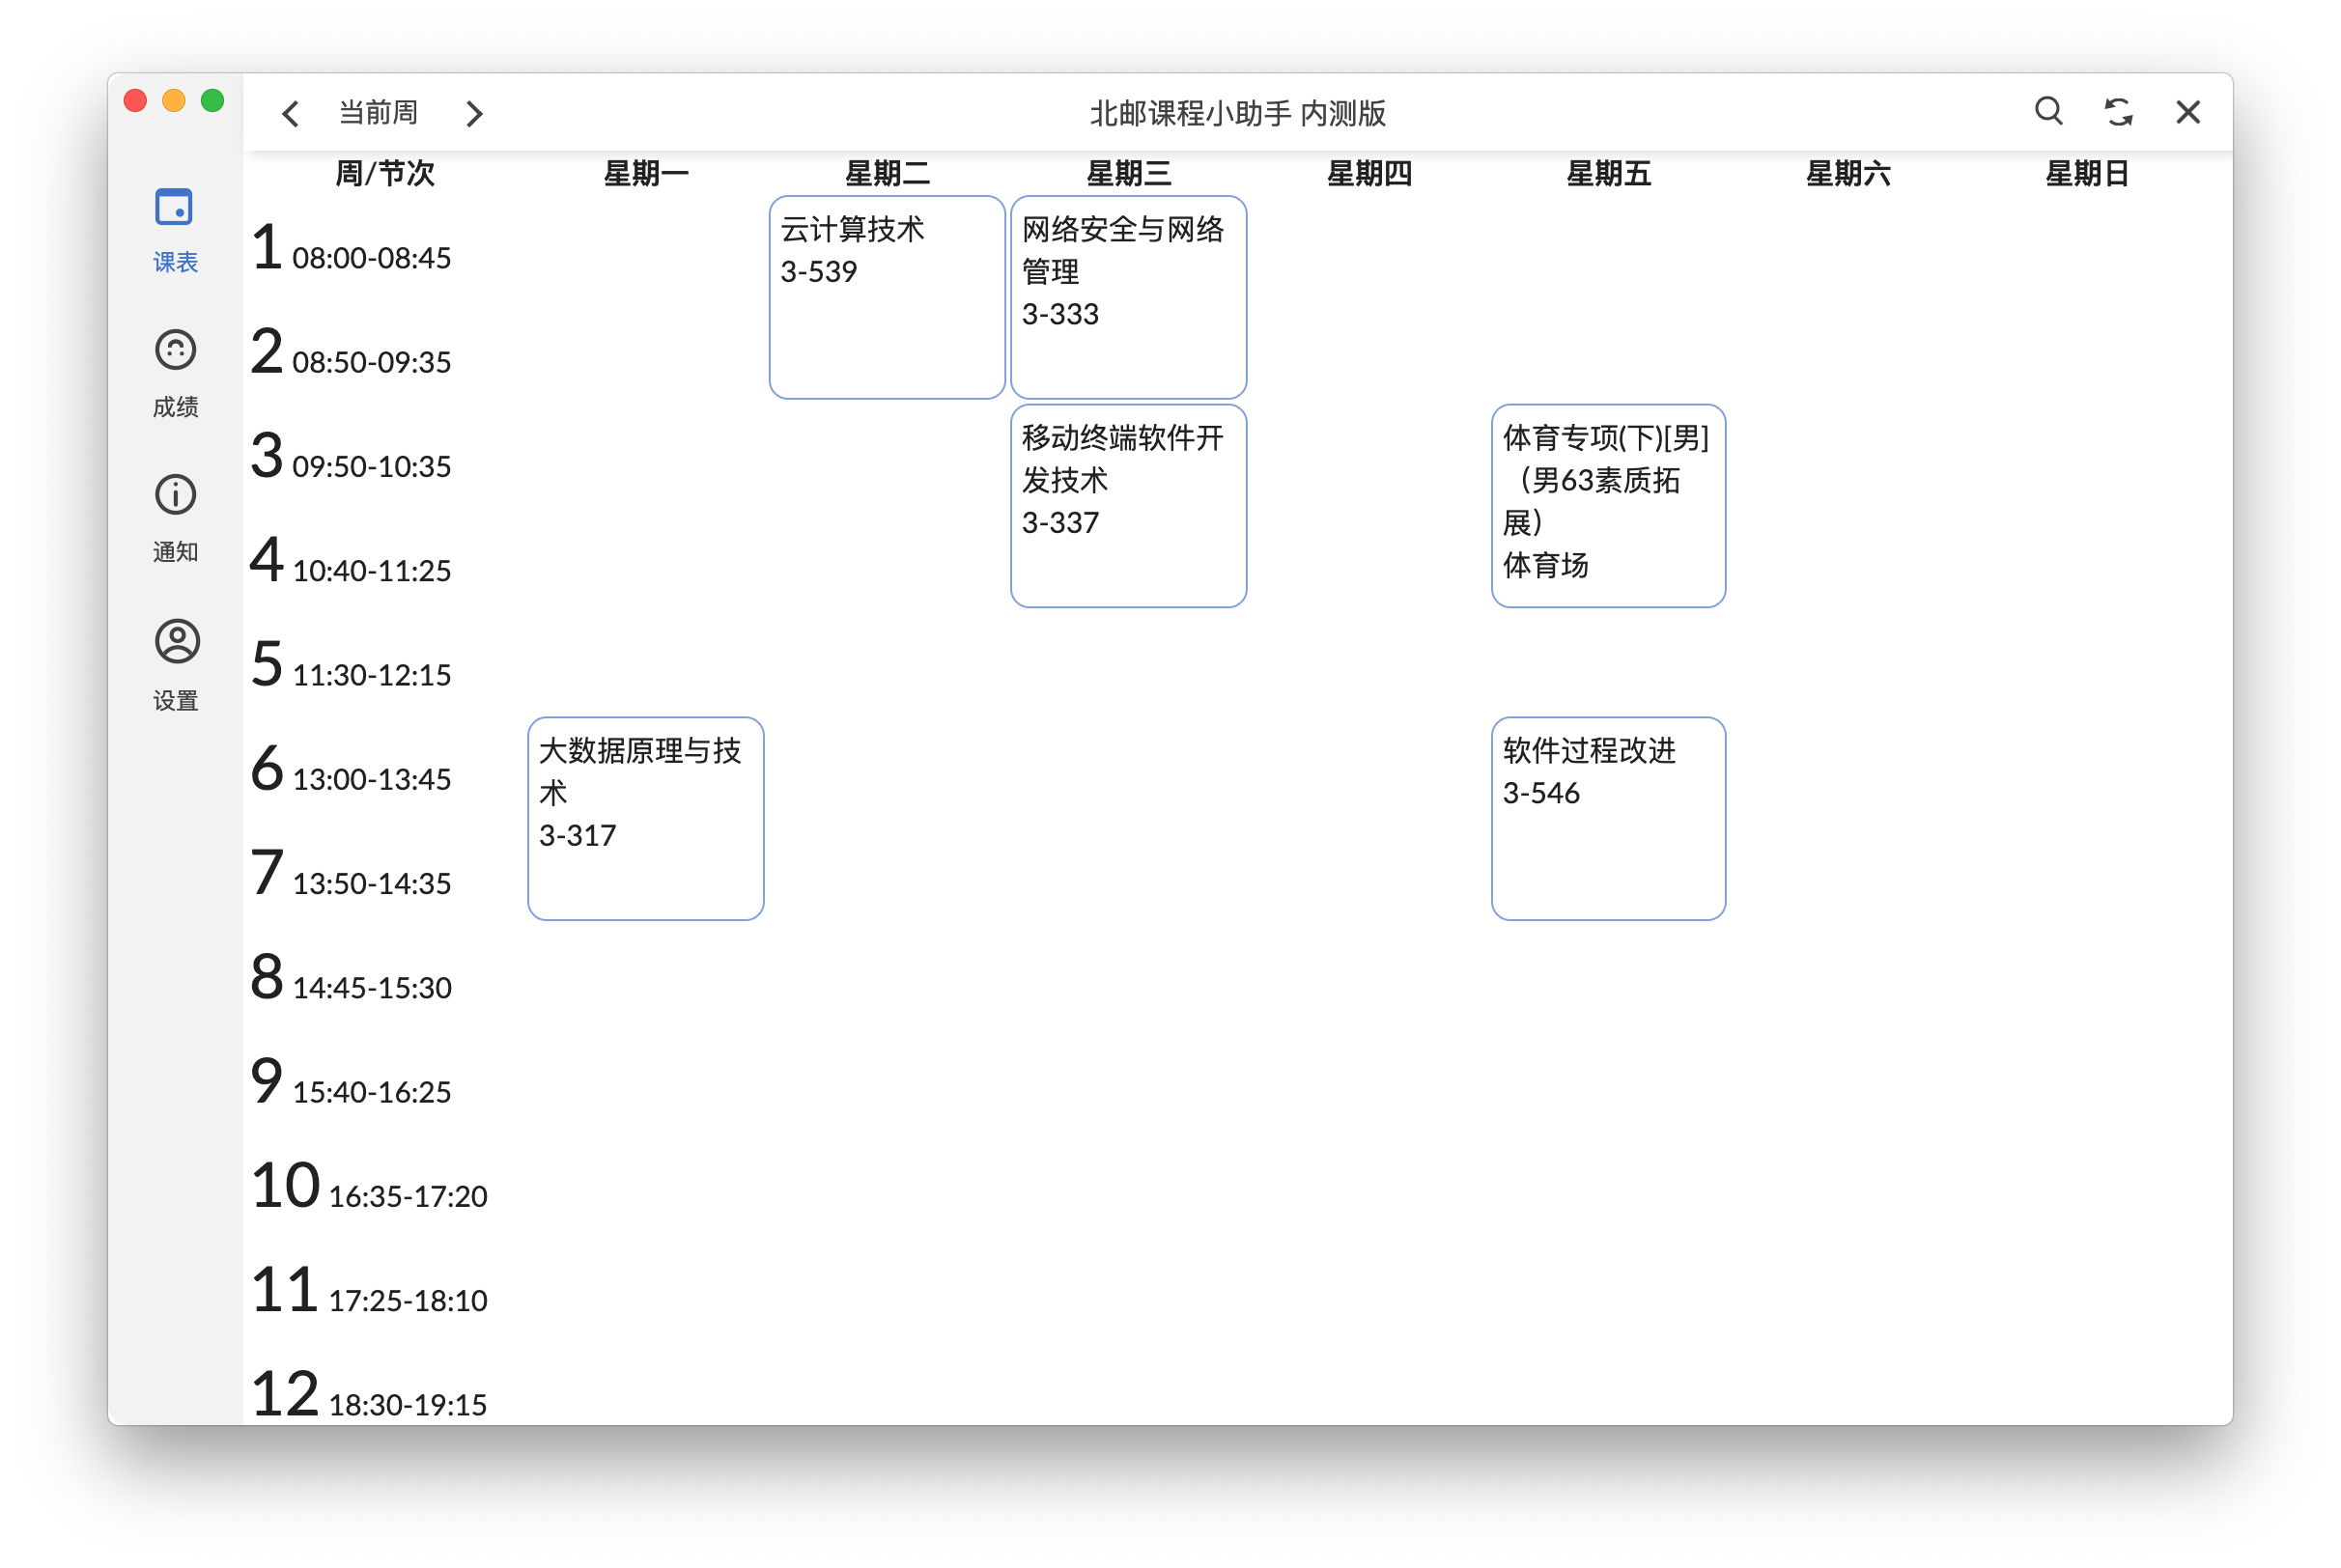 当前周
北邮课程小助手 内测版
课表
成绩
通知
设置
周/节次 星期一 星期二 星期三 星期四 星期五 星期六 星期日
1 08:00-08:45
云计算技术
3-539
网络安全与网络
管理
3-333
2 08:50-09:35
3 09:50-10:35
移动终端软件开
发技术
3-337
体育专项(下)[男]
（男63素质拓
展）
体育场
4 10:40-11:25
5 11:30-12:15
6 13:00-13:45
大数据原理与技
术
3-317
软件过程改进
3-546
7 13:50-14:35
8 14:45-15:30
9 15:40-16:25
10 16:35-17:20
11 17:25-18:10
12 18:30-19:15